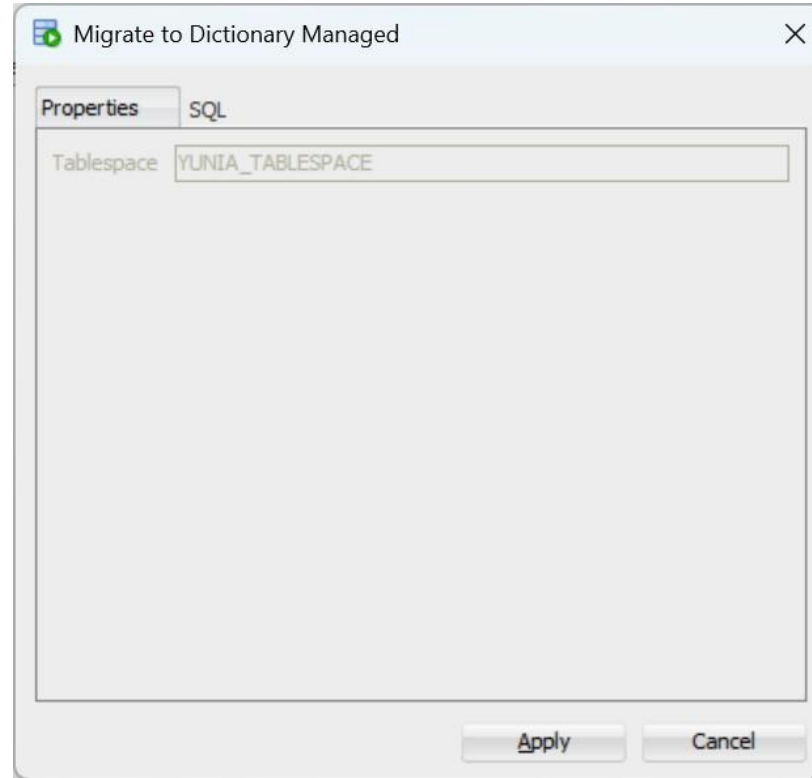 Migrate to Dictionary Managed
Properties SQL
Tablespace YUNIA_TABLESPACE
Apply Cancel